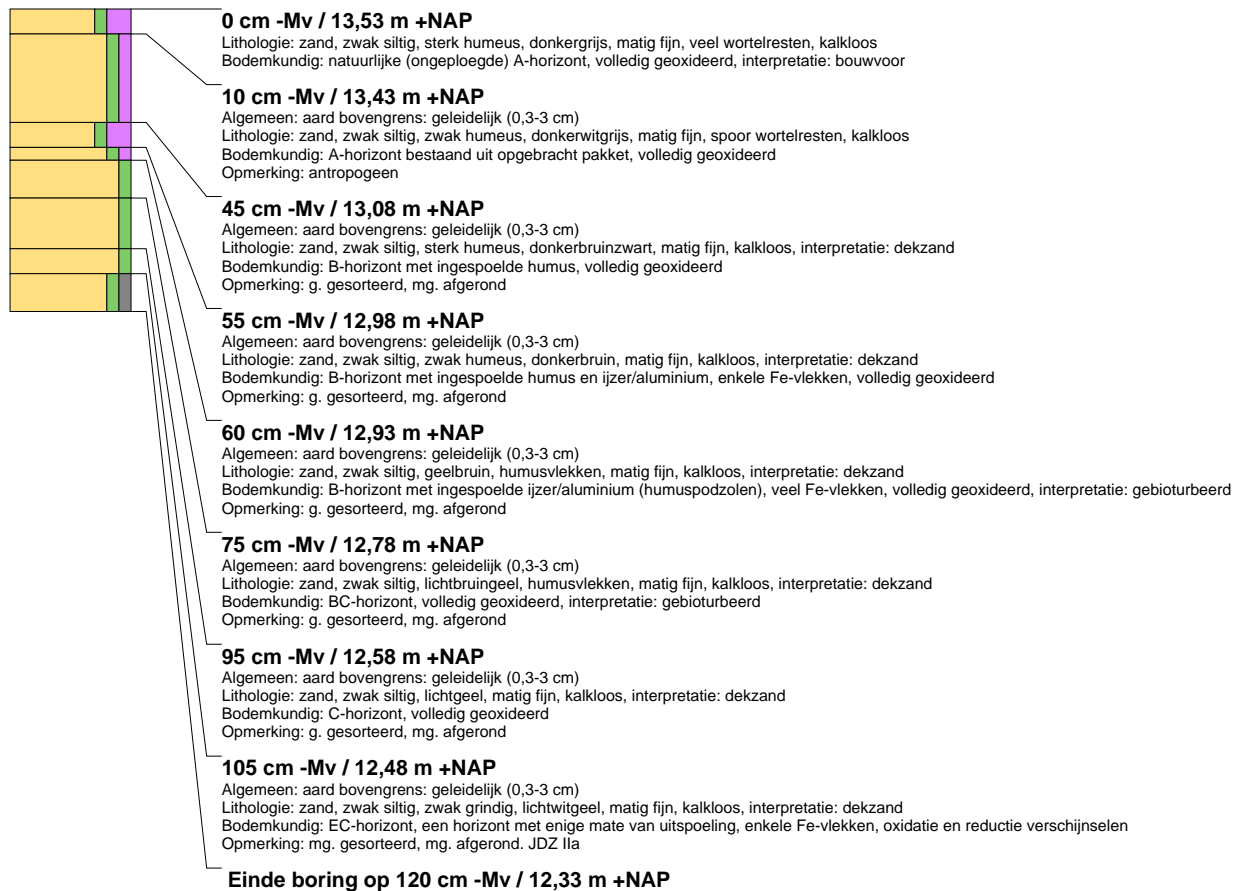 0 cm -Mv / 13,53 m +NAP
Lithologie: zand, zwak siltig, sterk humeus, donkergrijs, matig fijn, veel wortelresten, kalkloos
Bodemkundig: natuurlijke (ongeploegde) A-horizont, volledig geoxideerd, interpretatie: bouwvoor
10 cm -Mv / 13,43 m +NAP
Algemeen: aard bovengrens: geleidelijk (0,3-3 cm)
Lithologie: zand, zwak siltig, zwak humeus, donkerwitgrijs, matig fijn, spoor wortelresten, kalkloos
Bodemkundig: A-horizont bestaand uit opgebracht pakket, volledig geoxideerd
Opmerking: antropogeen
45 cm -Mv / 13,08 m +NAP
Algemeen: aard bovengrens: geleidelijk (0,3-3 cm)
Lithologie: zand, zwak siltig, sterk humeus, donkerbruinzwart, matig fijn, kalkloos, interpretatie: dekzand
Bodemkundig: B-horizont met ingespoelde humus, volledig geoxideerd
Opmerking: g. gesorteerd, mg. afgerond
55 cm -Mv / 12,98 m +NAP
Algemeen: aard bovengrens: geleidelijk (0,3-3 cm)
Lithologie: zand, zwak siltig, zwak humeus, donkerbruin, matig fijn, kalkloos, interpretatie: dekzand
Bodemkundig: B-horizont met ingespoelde humus en ijzer/aluminium, enkele Fe-vlekken, volledig geoxideerd
Opmerking: g. gesorteerd, mg. afgerond
60 cm -Mv / 12,93 m +NAP
Algemeen: aard bovengrens: geleidelijk (0,3-3 cm)
Lithologie: zand, zwak siltig, geelbruin, humusvlekken, matig fijn, kalkloos, interpretatie: dekzand
Bodemkundig: B-horizont met ingespoelde ijzer/aluminium (humuspodzolen), veel Fe-vlekken, volledig geoxideerd, interpretatie: gebioturbeerd
Opmerking: g. gesorteerd, mg. afgerond
75 cm -Mv / 12,78 m +NAP
Algemeen: aard bovengrens: geleidelijk (0,3-3 cm)
Lithologie: zand, zwak siltig, lichtbruingeel, humusvlekken, matig fijn, kalkloos, interpretatie: dekzand
Bodemkundig: BC-horizont, volledig geoxideerd, interpretatie: gebioturbeerd
Opmerking: g. gesorteerd, mg. afgerond
95 cm -Mv / 12,58 m +NAP
Algemeen: aard bovengrens: geleidelijk (0,3-3 cm)
Lithologie: zand, zwak siltig, lichtgeel, matig fijn, kalkloos, interpretatie: dekzand
Bodemkundig: C-horizont, volledig geoxideerd
Opmerking: g. gesorteerd, mg. afgerond
105 cm -Mv / 12,48 m +NAP
Algemeen: aard bovengrens: geleidelijk (0,3-3 cm)
Lithologie: zand, zwak siltig, zwak grindig, lichtwitgeel, matig fijn, kalkloos, interpretatie: dekzand
Bodemkundig: EC-horizont, een horizont met enige mate van uitspoeling, enkele Fe-vlekken, oxidatie en reductie verschijnselen
Opmerking: mg. gesorteerd, mg. afgerond. JDZ IIa
Einde boring op 120 cm -Mv / 12,33 m +NAP